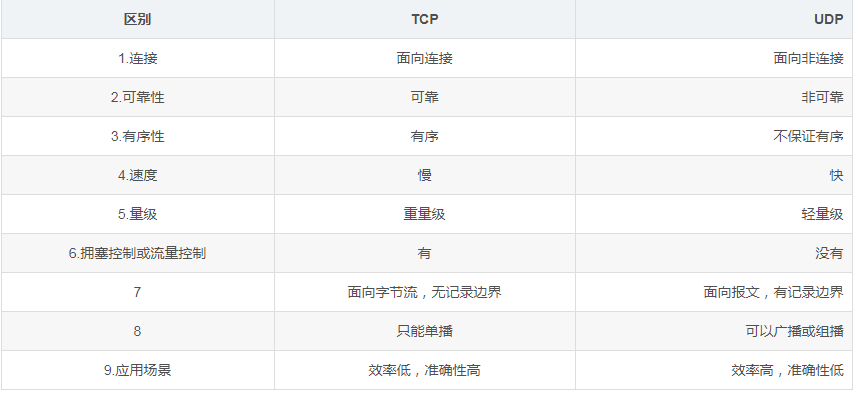 区别 TCP UDP
1.连接 面向连接 面向非连接
2.可靠性 可靠 非可靠
3.有序性 有序 不保证有序
4.速度 慢 快
5.量级 重量级 轻量级
6.拥塞控制或流量控制 有 没有
7 面向字节流，无记录边界 面向报文，有记录边界
8 只能单播 可以广播或组播
9.应用场景 效率低，准确性高 效率高，准确性低